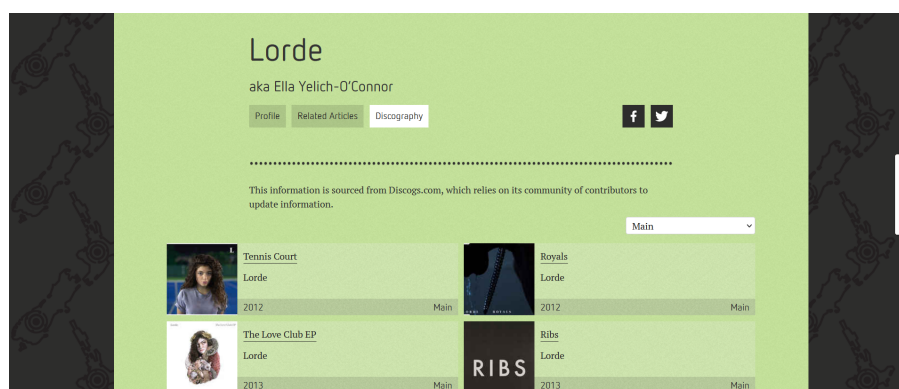 Lorde
aka Ella Yelich-O'Connor
Profile
Related Articles
Discography
This information is sourced from Discogs.com, which relies on its community of contributors to
update information.
Main
Tennis Court
Lorde
2012
Main
Royals
Lorde
2012
Main
The Love Club EP
Lorde
2013
Main
RIBS
Ribs
Lorde
2013
Main